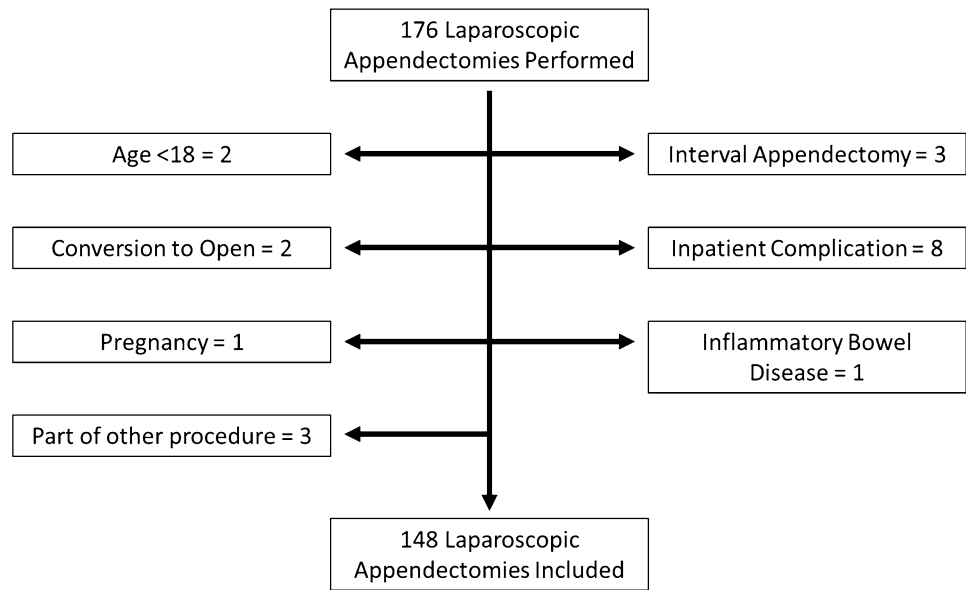 176 Laparoscopic
Appendectomies Performed
Age <18 = 2
Interval Appendectomy = 3
Conversion to Open = 2
Inpatient Complication = 8
Pregnancy = 1
Inflammatory Bowel
Disease = 1
Part of other procedure = 3
148 Laparoscopic
Appendectomies Included